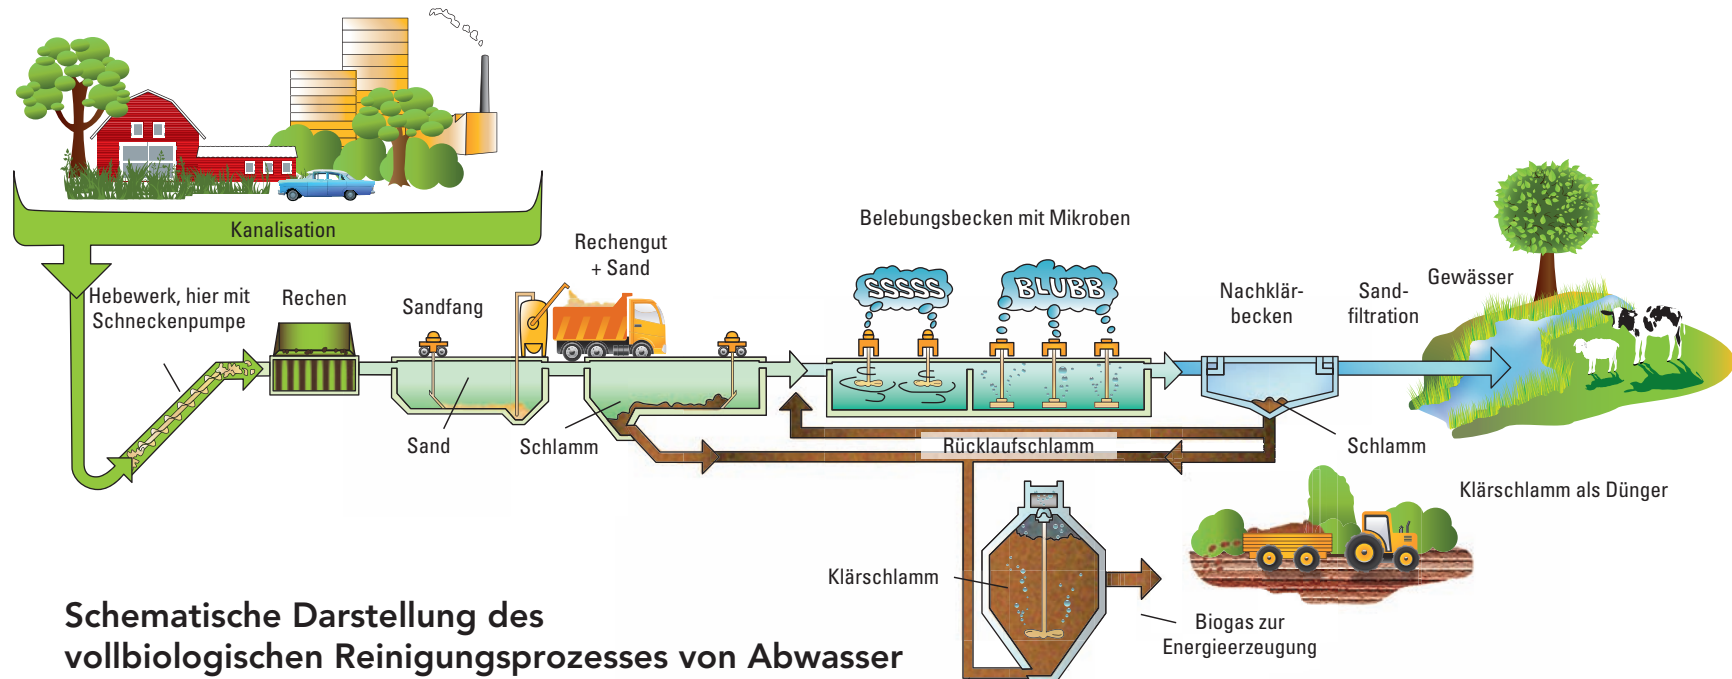 Kanalisation
Hebewerk, hier mit
Schneckenpumpe
Rechen
Sandfang
Rechengut
+ Sand
Belebungsbecken mit Mikroben
SSSSS
BLUBB
Nachklär-
becken
Sand-
filtration
Gewässer
Sand
Schlamm
Rücklaufschlamm
Schlamm
Klärschlamm als Dünger
Klärschlamm
Biogas zur
Energieerzeugung
Schematische Darstellung des
vollbiologischen Reinigungsprozesses von Abwasser